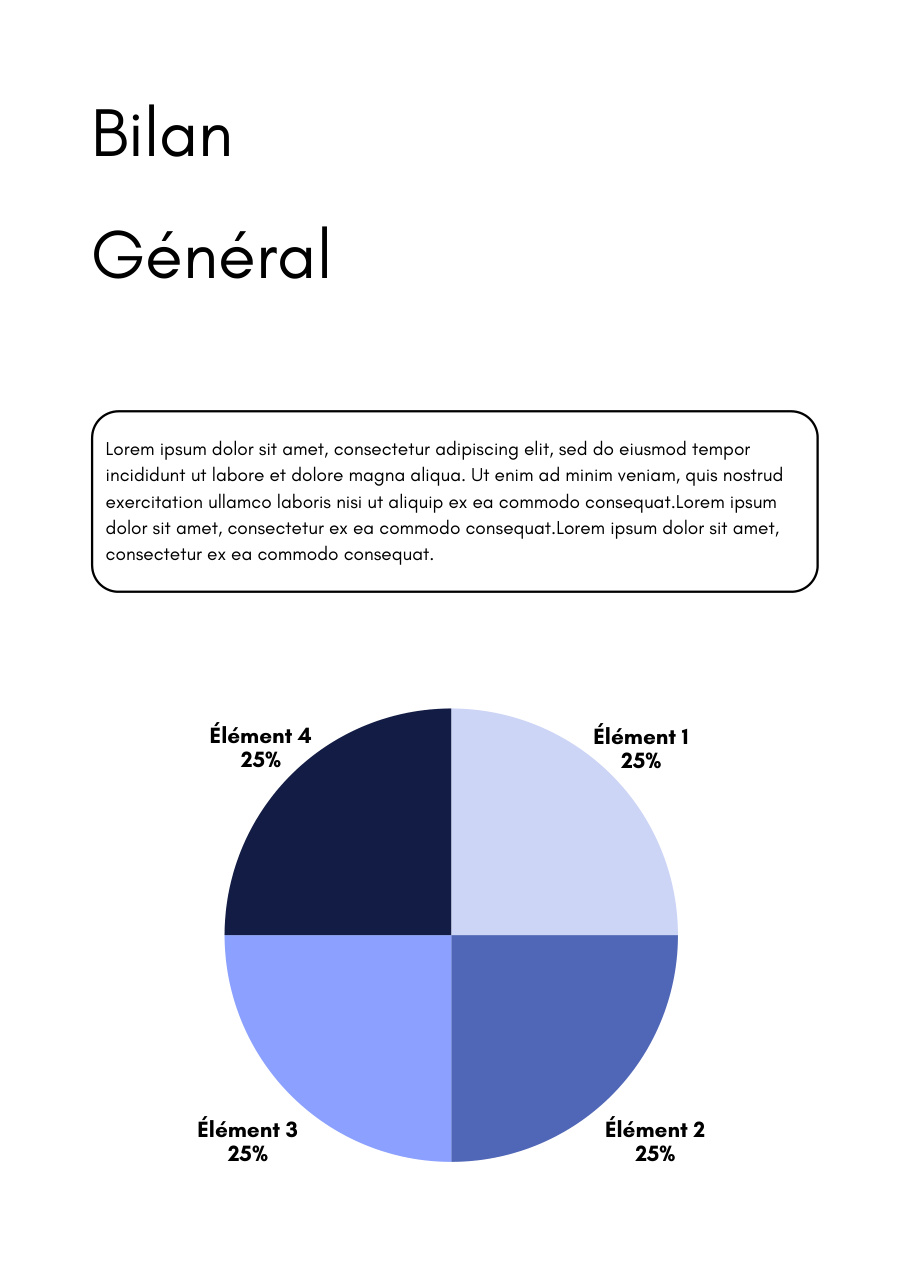 Bilan
Général
Lorem ipsum dolor sit amet, consectetur adipiscing elit, sed do eiusmod tempor
incididunt ut labore et dolore magna aliqua. Ut enim ad minim veniam, quis nostrud
exercitation ullamco laboris nisi ut aliquip ex ea commodo consequat.Lorem ipsum
dolor sit amet, consectetur ex ea commodo consequat.Lorem ipsum dolor sit amet,
consectetur ex ea commodo consequat.
Élément 4
25%
Élément 1
25%
Élément 3
25%
Élément 2
25%